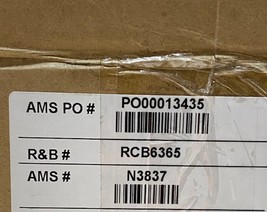 AMS PO # PO00013435
R&B # RCB6365
AMS # N3837